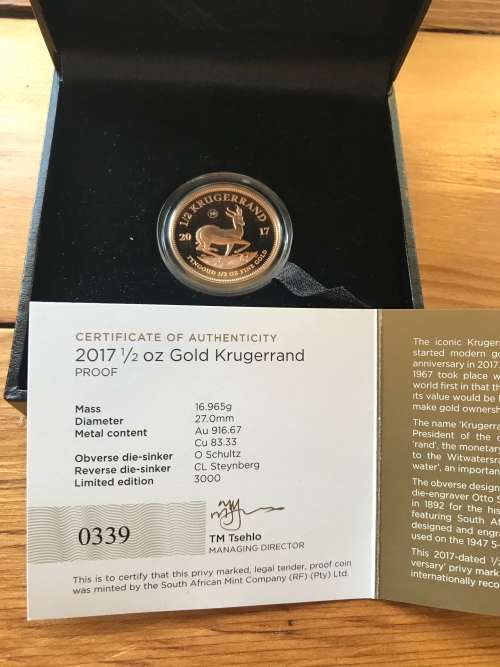 1/2 KRUGERRAND
20 17
FYNGOUD 1/2 OZ FINE GOLD
CERTIFICATE OF AUTHENTICITY
2017 ½ oz Gold Krugerrand
PROOF
Mass 16.965g
Diameter 27.0mm
Metal content Au 916.67
Cu 83.33
Obverse die-sinker O Schultz
Reverse die-sinker CL Steynberg
Limited edition 3000
0339
TM Tsehlo
MANAGING DIRECTOR
This is to certify that this privy marked, legal tender, proof coin
was minted by the South African Mint Company (RF) (Pty) Ltd.
The iconic Kruger
started modern go
anniversary in 2017
1967 took place w
world first in that th
its value would be
make gold ownersh
The name 'Krugerra
President of the
'rand', the monetary
to the Witwatersra
water', an important
The obverse design
die-engraver Otto S
in 1892 for the his
featuring South Af
designed and engra
used on the 1947 5-
This 2017-dated ½
versary' privy mark
internationally reco